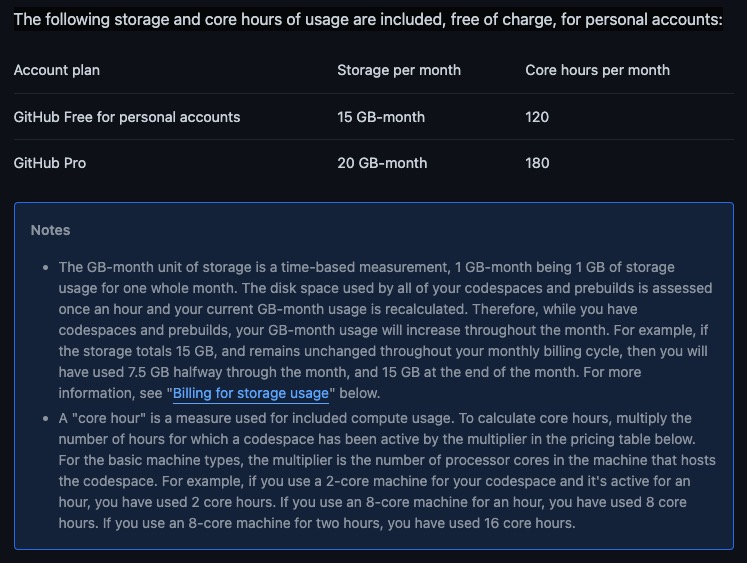 The following storage and core hours of usage are included, free of charge, for personal accounts:
Account plan Storage per month Core hours per month
GitHub Free for personal accounts 15 GB-month 120
GitHub Pro 20 GB-month 180
Notes
• The GB-month unit of storage is a time-based measurement, 1 GB-month being 1 GB of storage
usage for one whole month. The disk space used by all of your codespaces and prebuilds is assessed
once an hour and your current GB-month usage is recalculated. Therefore, while you have
codespaces and prebuilds, your GB-month usage will increase throughout the month. For example, if
the storage totals 15 GB, and remains unchanged throughout your monthly billing cycle, then you will
have used 7.5 GB halfway through the month, and 15 GB at the end of the month. For more
information, see "Billing for storage usage" below.
• A "core hour" is a measure used for included compute usage. To calculate core hours, multiply the
number of hours for which a codespace has been active by the multiplier in the pricing table below.
For the basic machine types, the multiplier is the number of processor cores in the machine that hosts
the codespace. For example, if you use a 2-core machine for your codespace and it's active for an
hour, you have used 2 core hours. If you use an 8-core machine for an hour, you have used 8 core
hours. If you use an 8-core machine for two hours, you have used 16 core hours.